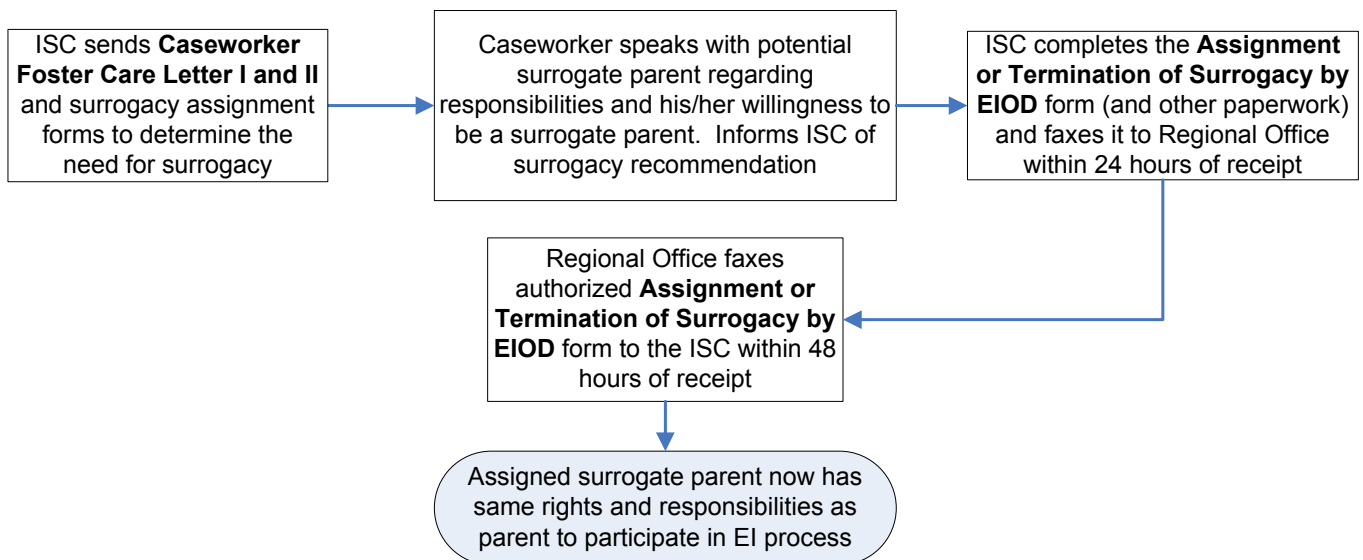 ISC sends Caseworker
Foster Care Letter I and II
and surrogacy assignment
forms to determine the
need for surrogacy
Caseworker speaks with potential
surrogate parent regarding
responsibilities and his/her willingness to
be a surrogate parent.  Informs ISC of
surrogacy recommendation
ISC completes the Assignment
or Termination of Surrogacy by
EIOD form (and other paperwork)
and faxes it to Regional Office
within 24 hours of receipt
Regional Office faxes
authorized Assignment or
Termination of Surrogacy by
EIOD form to the ISC within 48
hours of receipt
Assigned surrogate parent now has
same rights and responsibilities as
parent to participate in EI process